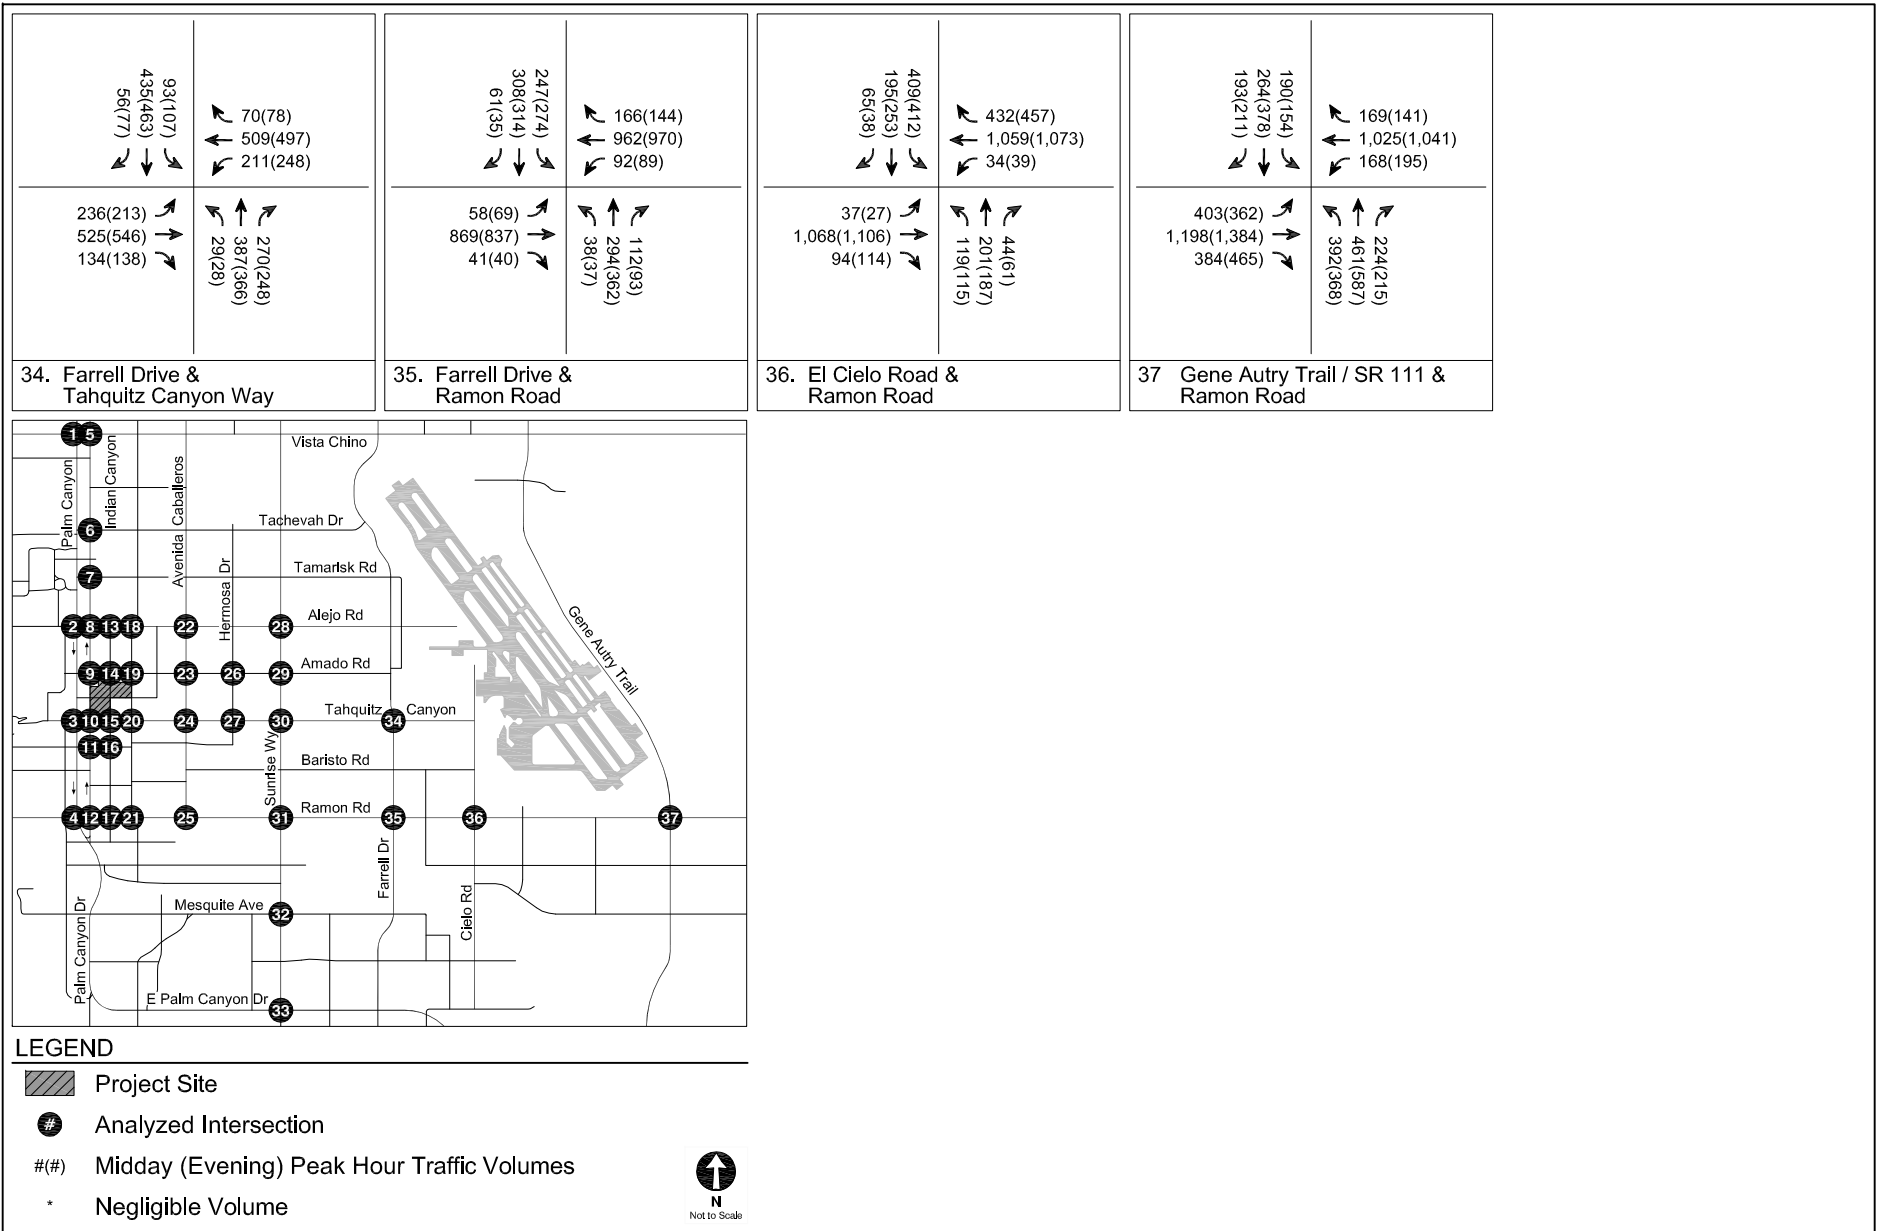 56(77)
435(463)
93(107)
70(78)
509(497)
211(248)
236(213)
525(546)
134(138)
29(28)
387(366)
270(248)
34. Farrell Drive &
Tahquitz Canyon Way
61(35)
308(314)
247(274)
166(144)
962(970)
92(89)
58(69)
869(837)
41(40)
38(37)
294(362)
112(93)
35. Farrell Drive &
Ramon Road
65(38)
195(253)
409(412)
432(457)
1,059(1,073)
34(39)
37(27)
1,068(1,106)
94(114)
119(115)
201(187)
44(61)
36. El Cielo Road &
Ramon Road
193(211)
264(378)
190(154)
169(141)
1,025(1,041)
168(195)
403(362)
1,198(1,384)
384(465)
392(368)
461(587)
224(215)
37 Gene Autry Trail / SR 111 &
Ramon Road
1 5
Vista Chino
Palm Canyon
Indian Canyon
Avenida Caballeros
6
Tachevah Dr
7
Tamarisk Rd
Hermosa Dr
2 8 13 18 22 28
Alejo Rd
Gene Autry Trail
9 14 19 23 26 29
Amado Rd
3 10 15 20 24 27 30
Tahquitz
34
Canyon
11 16
Sunrise Wy
Baristo Rd
4 12 17 21 25 31
Ramon Rd
35 36 37
Farrell Dr
Cielo Rd
Palm Canyon Dr
Mesquite Ave
32
E Palm Canyon Dr
33
LEGEND
Project Site
# Analyzed Intersection
#(#) Midday (Evening) Peak Hour Traffic Volumes
* Negligible Volume
N
Not to Scale